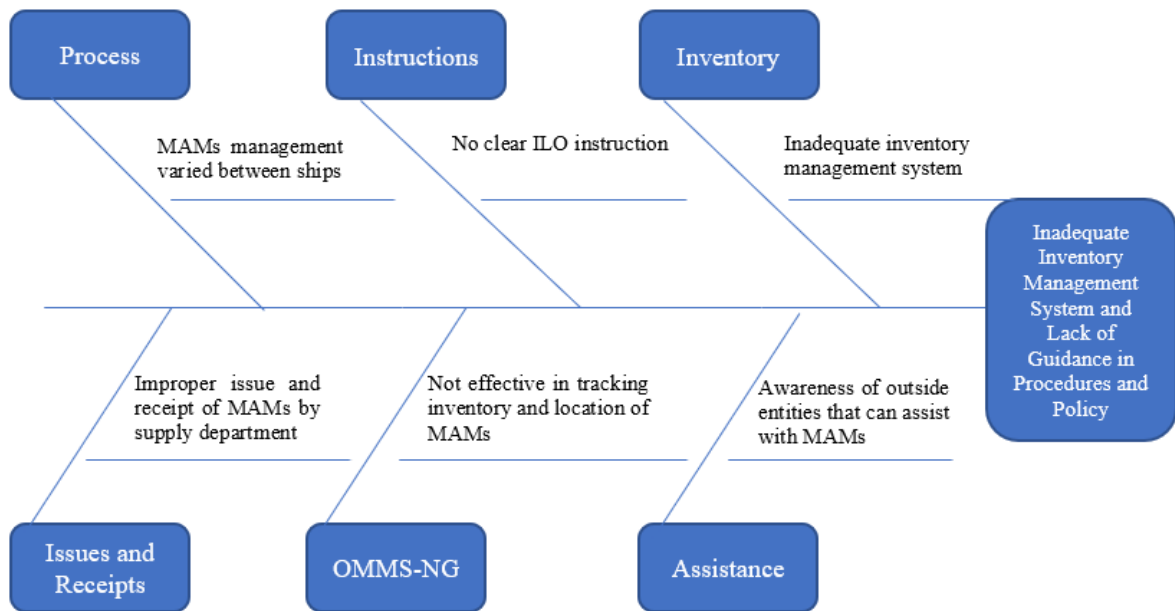 Process
Instructions
Inventory
MAMs management
varied between ships
No clear ILO instruction
Inadequate inventory
management system
Inadequate
Inventory
Management
System and
Lack of
Guidance in
Procedures and
Policy
Improper issue and
receipt of MAMs by
supply department
Not effective in tracking
inventory and location of
MAMs
Awareness of outside
entities that can assist
with MAMs
Issues and
Receipts
OMMS-NG
Assistance